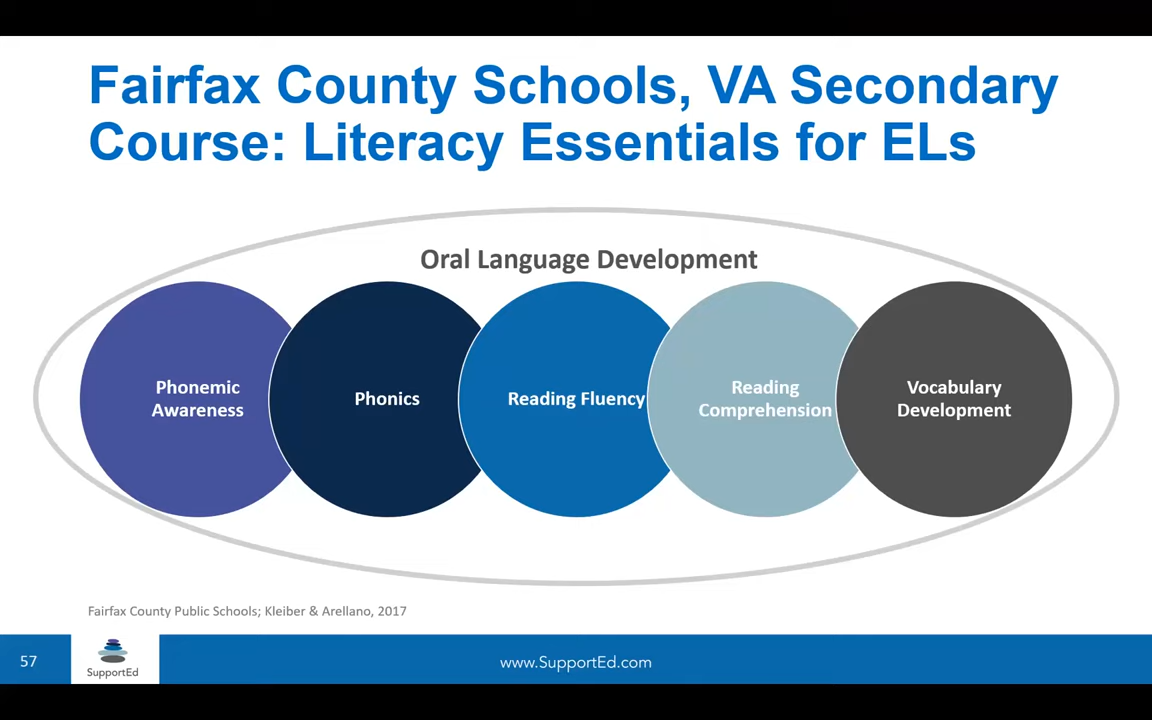 Fairfax County Schools, VA Secondary
Course: Literacy Essentials for ELs
Oral Language Development
Phonemic
Awareness
Phonics
Reading Fluency
Reading
Comprehension
Vocabulary
Development
Fairfax County Public Schools; Kleiber & Arellano, 2017
57
SupportEd
www.SupportEd.com